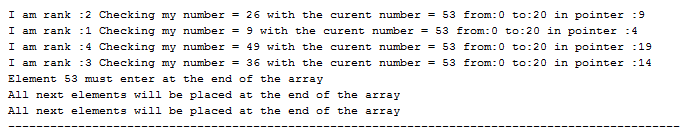 I am rank :2 Checking my number = 26 with the curent number = 53 from:0 to:20 in pointer :9
I am rank :1 Checking my number = 9 with the curent number = 53 from:0 to:20 in pointer :4
I am rank :4 Checking my number = 49 with the curent number = 53 from:0 to:20 in pointer :19
I am rank :3 Checking my number = 36 with the curent number = 53 from:0 to:20 in pointer :14
Element 53 must enter at the end of the array
All next elements will be placed at the end of the array
All next elements will be placed at the end of the array
------------------------------------------------------------------------------------------------